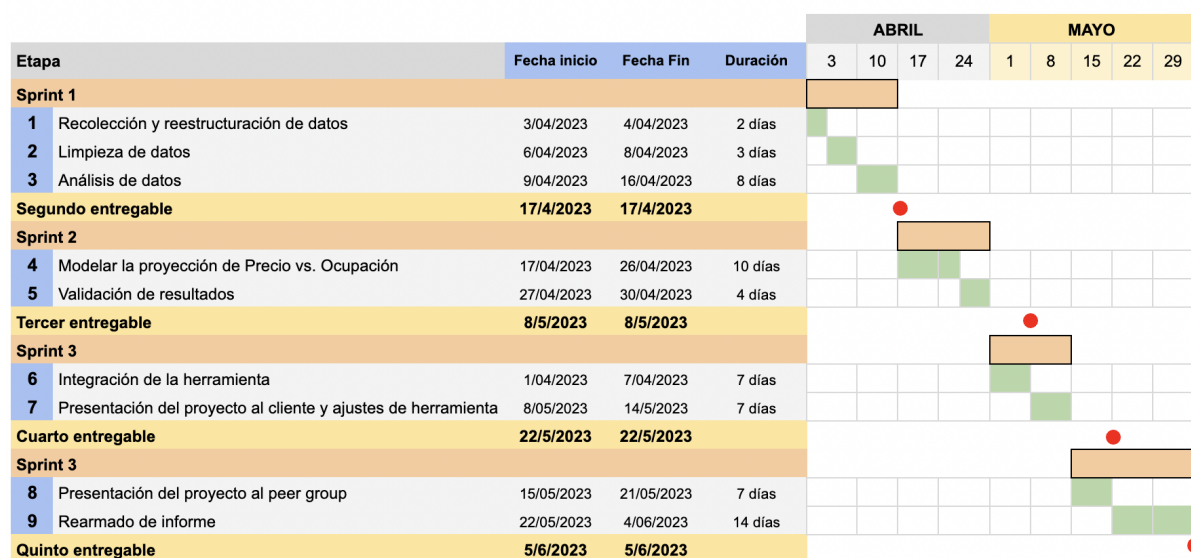 ABRIL MAYO
Etapa Fecha inicio Fecha Fin Duración 3 10 17 24 1 8 15 22 29
Sprint 1
1 Recolección y reestructuración de datos 3/04/2023 4/04/2023 2 días
2 Limpieza de datos 6/04/2023 8/04/2023 3 días
3 Análisis de datos 9/04/2023 16/04/2023 8 días
Segundo entregable 17/4/2023 17/4/2023
Sprint 2
4 Modelar la proyección de Precio vs. Ocupación 17/04/2023 26/04/2023 10 días
5 Validación de resultados 27/04/2023 30/04/2023 4 días
Tercer entregable 8/5/2023 8/5/2023
Sprint 3
6 Integración de la herramienta 1/04/2023 7/04/2023 7 días
7 Presentación del proyecto al cliente y ajustes de herramienta 8/05/2023 14/5/2023 7 días
Cuarto entregable 22/5/2023 22/5/2023
Sprint 3
8 Presentación del proyecto al peer group 15/05/2023 21/05/2023 7 días
9 Rearmado de informe 22/05/2023 4/06/2023 14 días
Quinto entregable 5/6/2023 5/6/2023